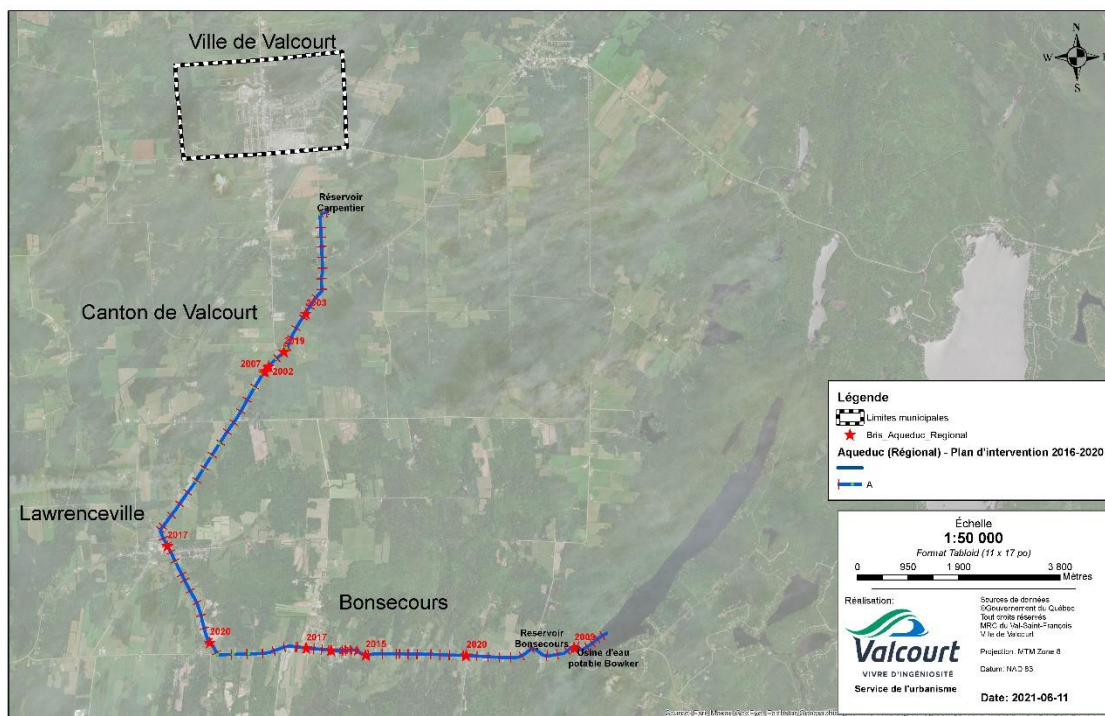 Ville de Valcourt
N
W
S
Réservoir
Carpentier
2003
Canton de Valcourt
2019
2007
2002
Légende
Limites municipales
Bris_Aqueduc_Regional
Aqueduc (Régional) - Plan d'intervention 2016-2020
A
Lawrenceville
2017
Échelle
1:50 000
Format Tabloid (11 x 17 po)
0 950 1 900 3 800
Mètres
Bonsecours
2020
2017
2015
2020
Reservoir
Bonsecours
2009
Usine d'eau
potable Bowker
Réalisation:
Valcourt
VIVRE D'INGÉNIOSITÉ
Service de l'urbanisme
Sources de données
©Gouvernement du Québec
Tout droits réservés
MRC du Val-Saint-François
Ville de Valcourt
Projection: MTM Zone 8
Datum: NAD 83
Date: 2021-06-11